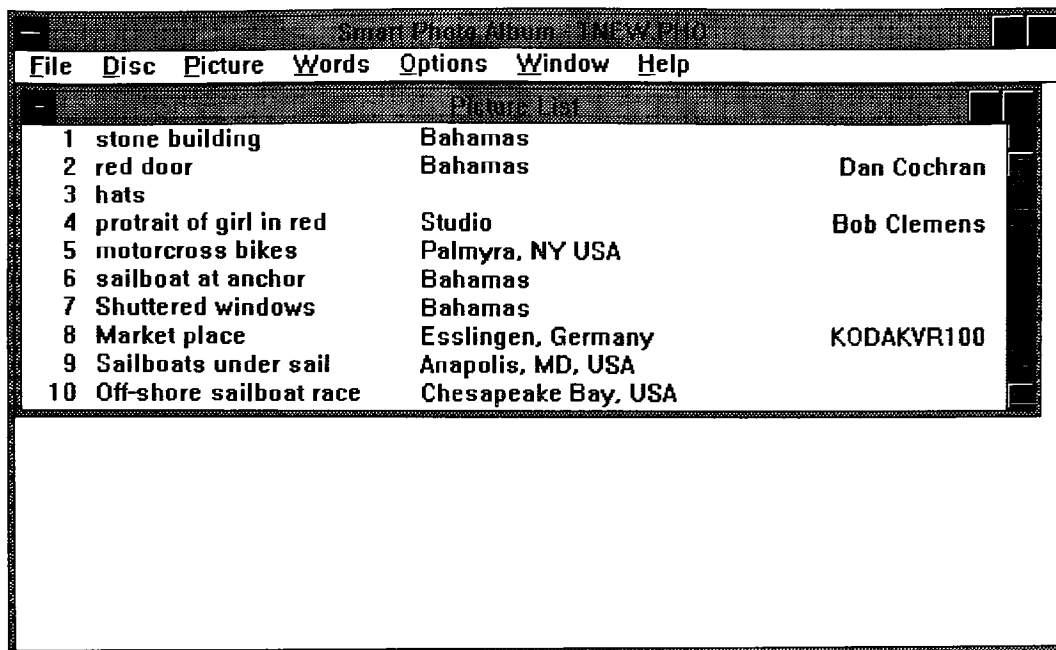 Smart Photo Album - TNEW.PHO
File Disc Picture Words Options Window Help
Picture List
1 stone building Bahamas
2 red door Bahamas Dan Cochran
3 hats
4 protrait of girl in red Studio Bob Clemens
5 motorcross bikes Palmyra, NY USA
6 sailboat at anchor Bahamas
7 Shuttered windows Bahamas
8 Market place Esslingen, Germany KODAKVR100
9 Sailboats under sail Anapolis, MD, USA
10 Off-shore sailboat race Chesapeake Bay, USA